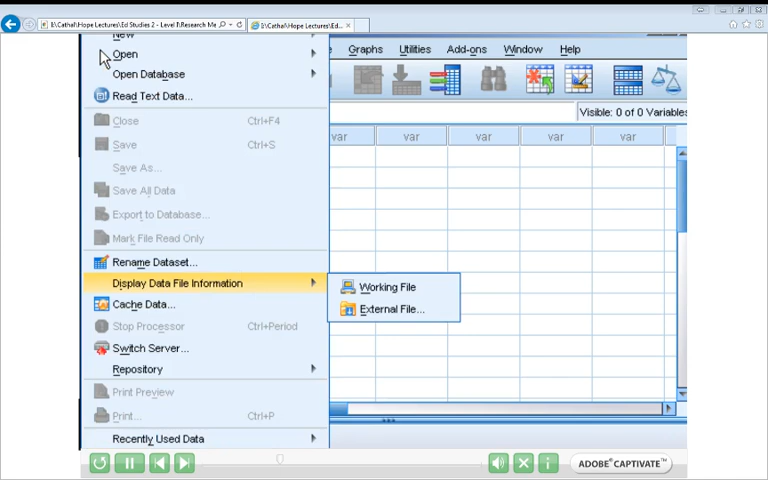 E:\Cathal\Hope Lectures\Ed Studies 2 - Level I\Research Me
E:\Cathal\Hope Lectures\Ed...
New
Open
Graphs Utilities Add-ons Window Help
Open Database
Read Text Data...
Visible: 0 of 0 Variables
Close Ctrl+F4
var var var var var
Save Ctrl+S
Save As...
Save All Data
Export to Database...
Mark File Read Only
Rename Dataset...
Display Data File Information
Working File
Cache Data...
External File...
Stop Processor Ctrl+Period
Switch Server...
Repository
Print Preview
Print... Ctrl+P
Recently Used Data
ADOBE® CAPTIVATE™